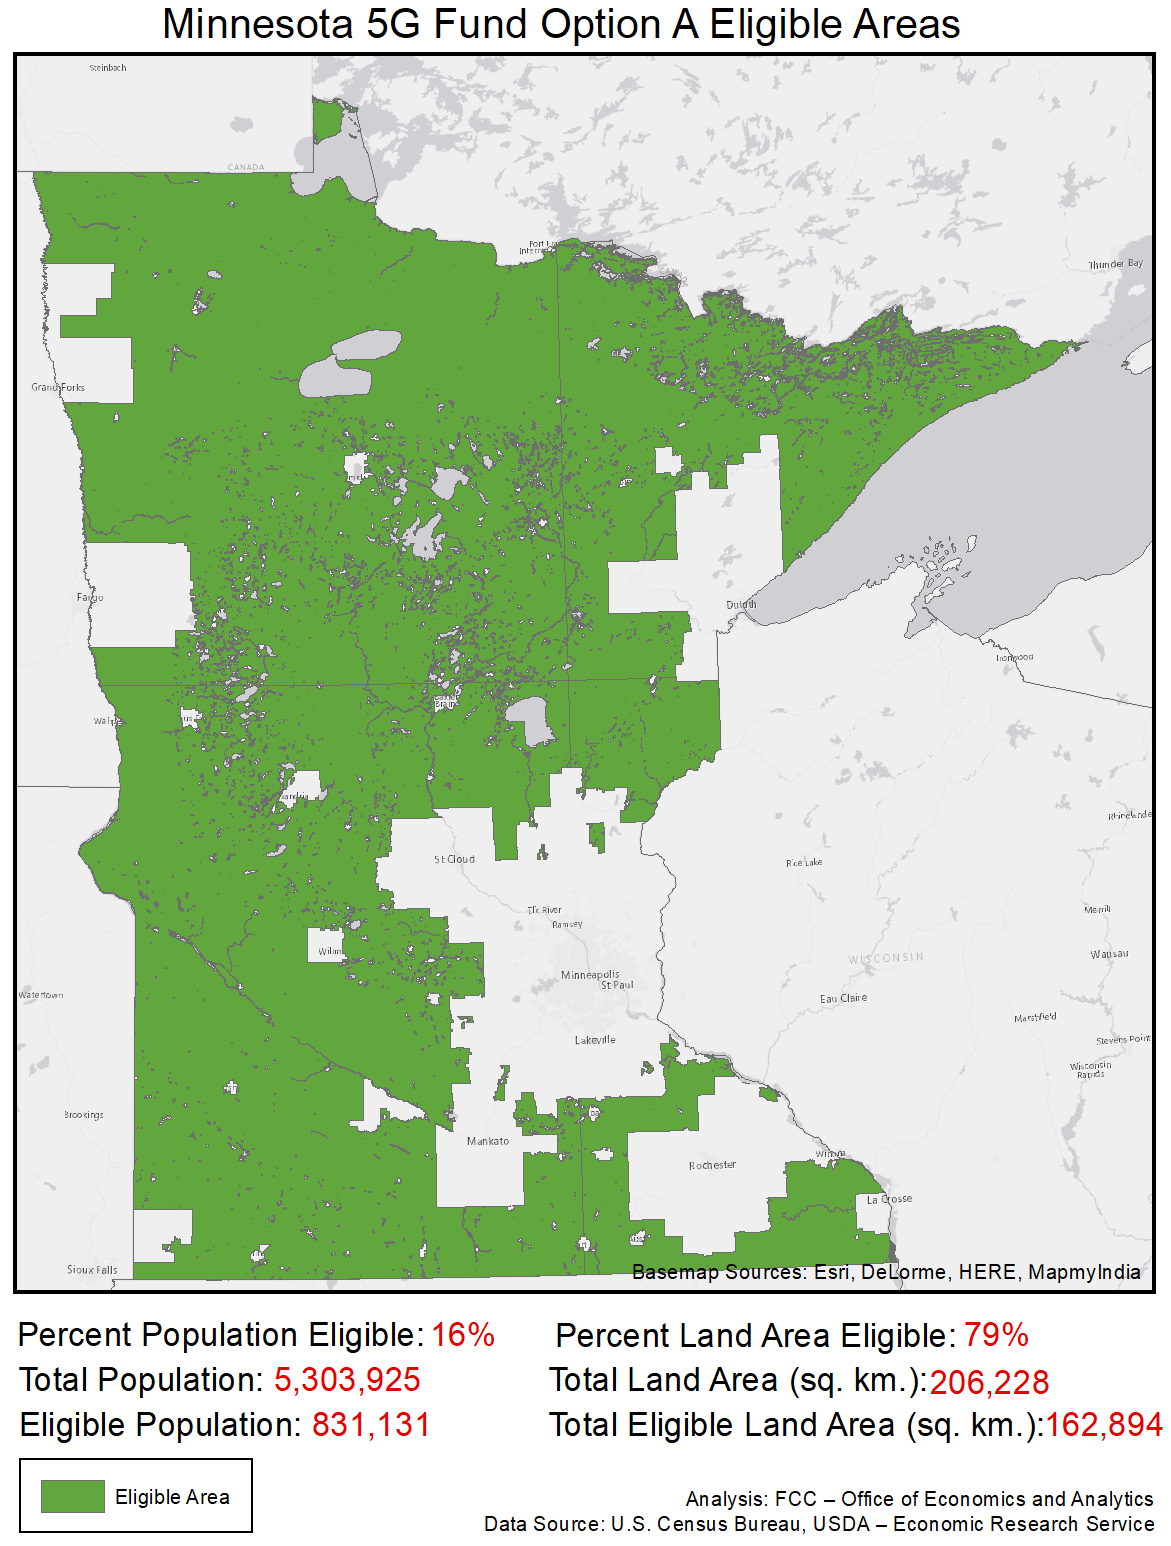 Minnesota 5G Fund Option A Eligible Areas
Steinbach
CANADA
Thunder Bay
Grand Forks
Fargo
Duluth
Ironwood
Rhinelande
St Cloud
Rice Lake
Elk River
Ramsey
Merrill
Wausau
WISCONSIN
Minneapolis
St Paul
Watertown
Eau Claire
Marshfield
Lakeville
Stevens Point
Wisconsin
Rapids
Brookings
Mankato
Rochester
Winona
La Crosse
Sioux Falls
Basemap Sources: Esri, DeLorme, HERE, MapmyIndia
Percent Population Eligible: 16%
Percent Land Area Eligible: 79%
Total Population: 5,303,925
Total Land Area (sq. km.):206,228
Eligible Population: 831,131
Total Eligible Land Area (sq. km.):162,894
Eligible Area
Analysis: FCC – Office of Economics and Analytics
Data Source: U.S. Census Bureau, USDA – Economic Research Service